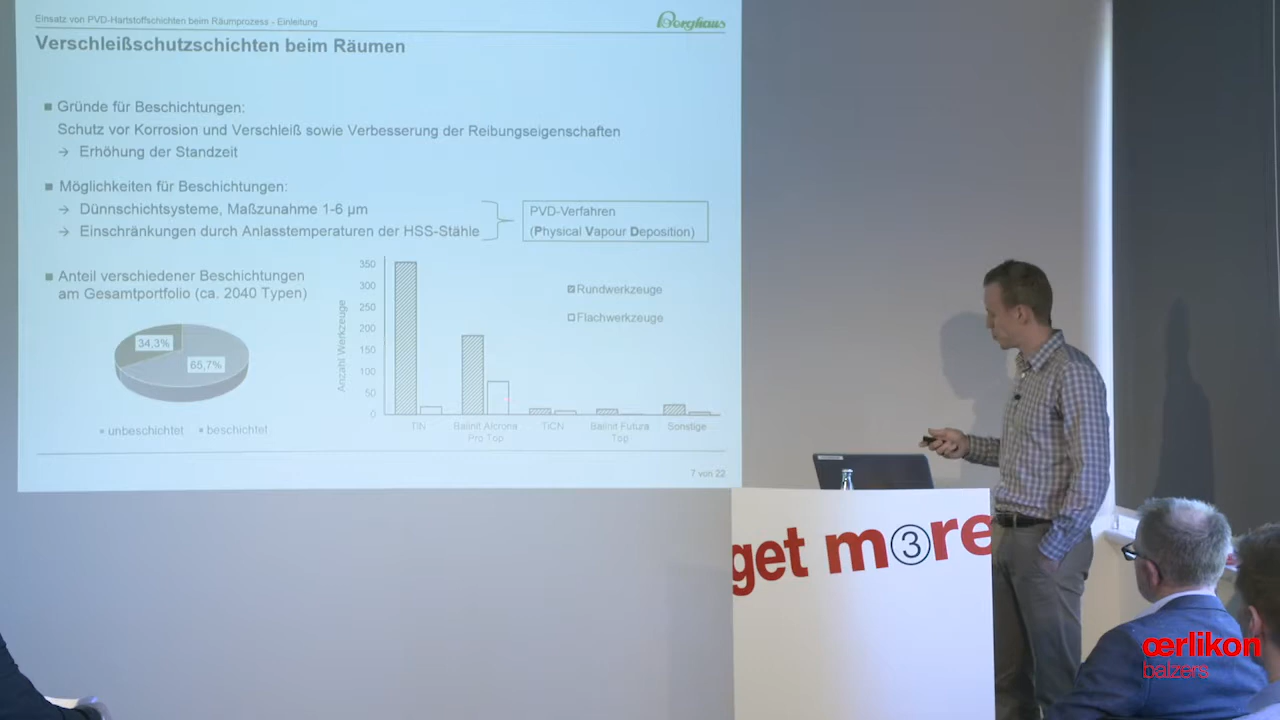 Einsatz von PVD-Hartstoffschichten beim Räumprozess - Einleitung
Borghaus
Verschleißschutzschichten beim Räumen
■ Gründe für Beschichtungen:
Schutz vor Korrosion und Verschleiß sowie Verbesserung der Reibungseigenschaften
→ Erhöhung der Standzeit
■ Möglichkeiten für Beschichtungen:
→ Dünnschichtsysteme, Maßzunahme 1-6 µm
→ Einschränkungen durch Anlasstemperaturen der HSS-Stähle
PVD-Verfahren
(Physical Vapour Deposition)
■ Anteil verschiedener Beschichtungen
am Gesamtportfolio (ca. 2040 Typen)
34,3%
65,7%
unbeschichtet beschichtet
Anzahl Werkzeuge
350
300
250
200
150
100
50
0
Rundwerkzeuge
Flachwerkzeuge
TiN
Balinit Alcrona
Pro Top
TiCN
Balinit Futura
Top
Sonstige
7 von 22
get m③re
œrlikon
balzers